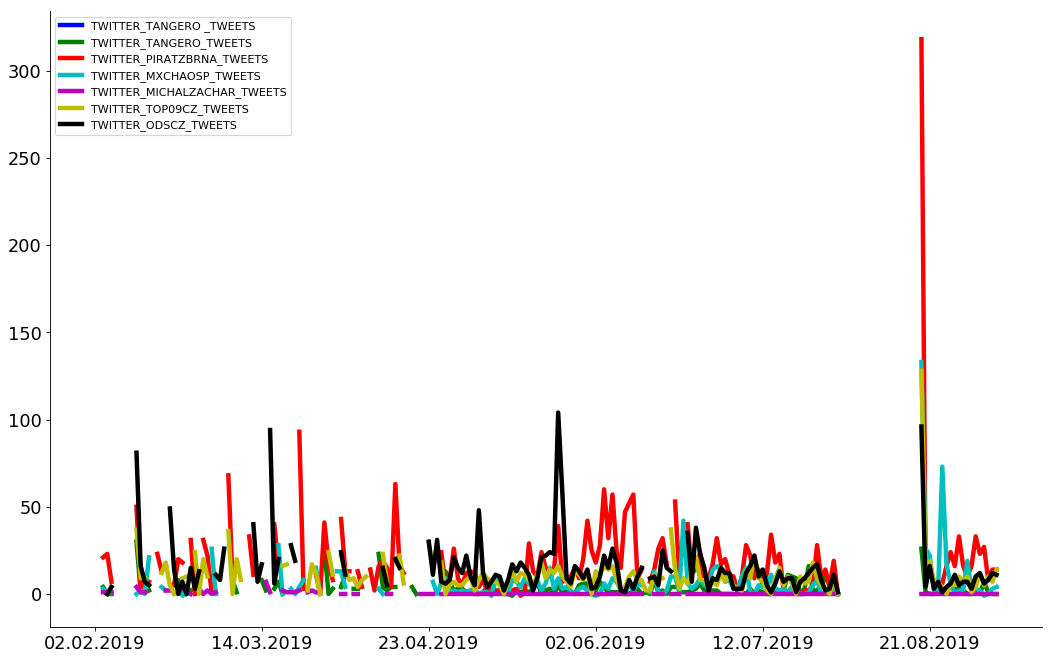 TWITTER_TANGERO _TWEETS
TWITTER_TANGERO_TWEETS
TWITTER_PIRATZBRNA_TWEETS
TWITTER_MXCHAOSP_TWEETS
TWITTER_MICHALZACHAR_TWEETS
TWITTER_TOP09CZ_TWEETS
TWITTER_ODSCZ_TWEETS
300
250
200
150
100
50
0
02.02.2019 14.03.2019 23.04.2019 02.06.2019 12.07.2019 21.08.2019